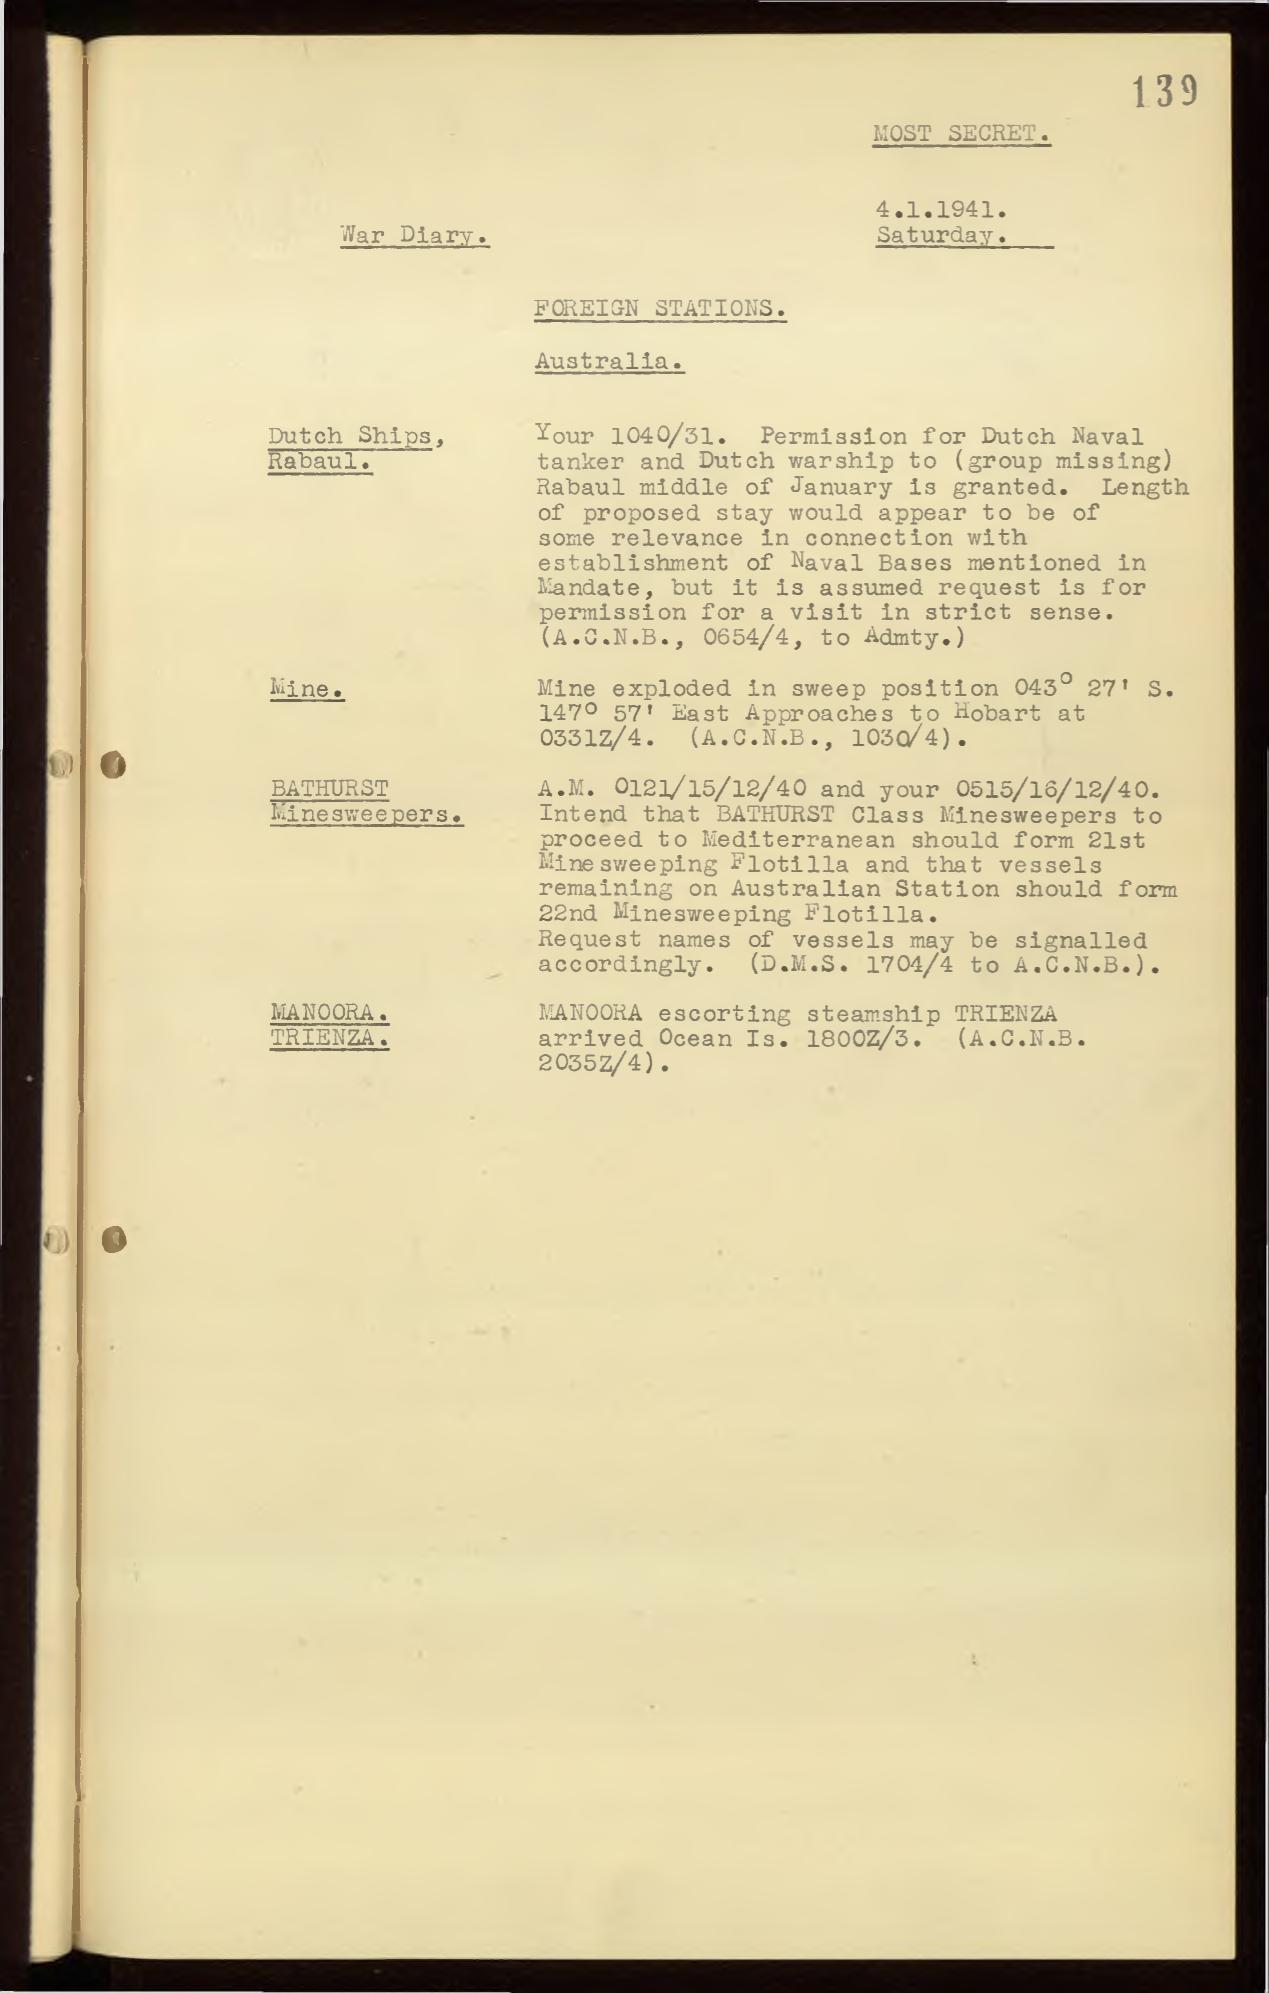 139
MOST SECRET.
4.1.1941.
War Diary.
Saturday.
FOREIGN STATIONS.
Australia.
Dutch Ships,
Rabaul.
Your 1040/31. Permission for Dutch Naval
tanker and Dutch warship to (group missing)
Rabaul middle of January is granted. Length
of proposed stay would appear to be of
some relevance in connection with
establishment of Naval Bases mentioned in
Mandate, but it is assumed request is for
permission for a visit in strict sense.
(A.C.N.B., 0654/4, to Admty.)
Mine.
Mine exploded in sweep position 043° 27' S.
147° 57' East Approaches to Hobart at
0331Z/4. (A.C.N.B., 1030/4).
BATHURST
Minesweepers.
A.M. 0121/15/12/40 and your 0515/16/12/40.
Intend that BATHURST Class Minesweepers to
proceed to Mediterranean should form 21st
Minesweeping Flotilla and that vessels
remaining on Australian Station should form
22nd Minesweeping Flotilla.
Request names of vessels may be signalled
accordingly. (D.M.S. 1704/4 to A.C.N.B.).
MANOORA.
TRIENZA.
MANOORA escorting steamship TRIENZA
arrived Ocean Is. 1800Z/3. (A.C.N.B.
2035Z/4).